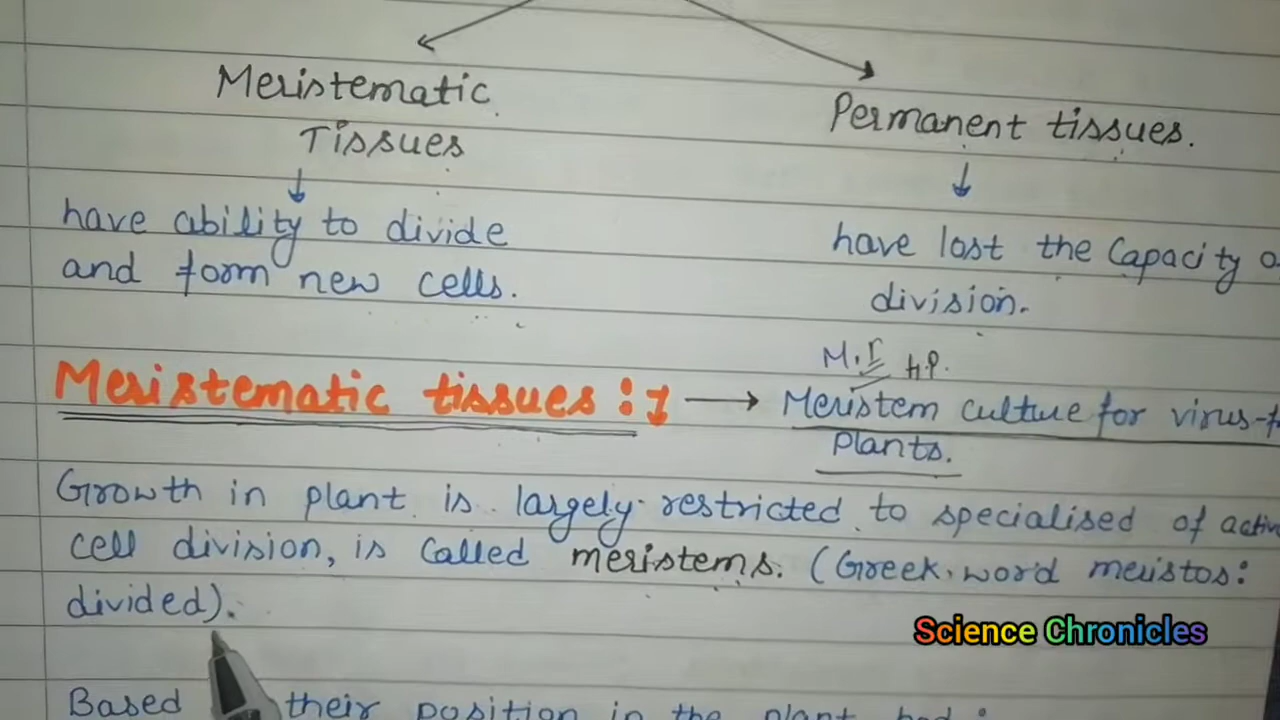 Meristematic
Tissues
Permanent tissues.
have ability to divide
and form new cells.
have lost the capacity
division.
Meristematic tissues :
M.I H.P.
Meristem culture for virus-
Plants.
Growth in plant is largely restricted to specialised of
cell division, is called meristems. (Greek word meristos:
divided).
Based their position in the plant
Science Chronicles